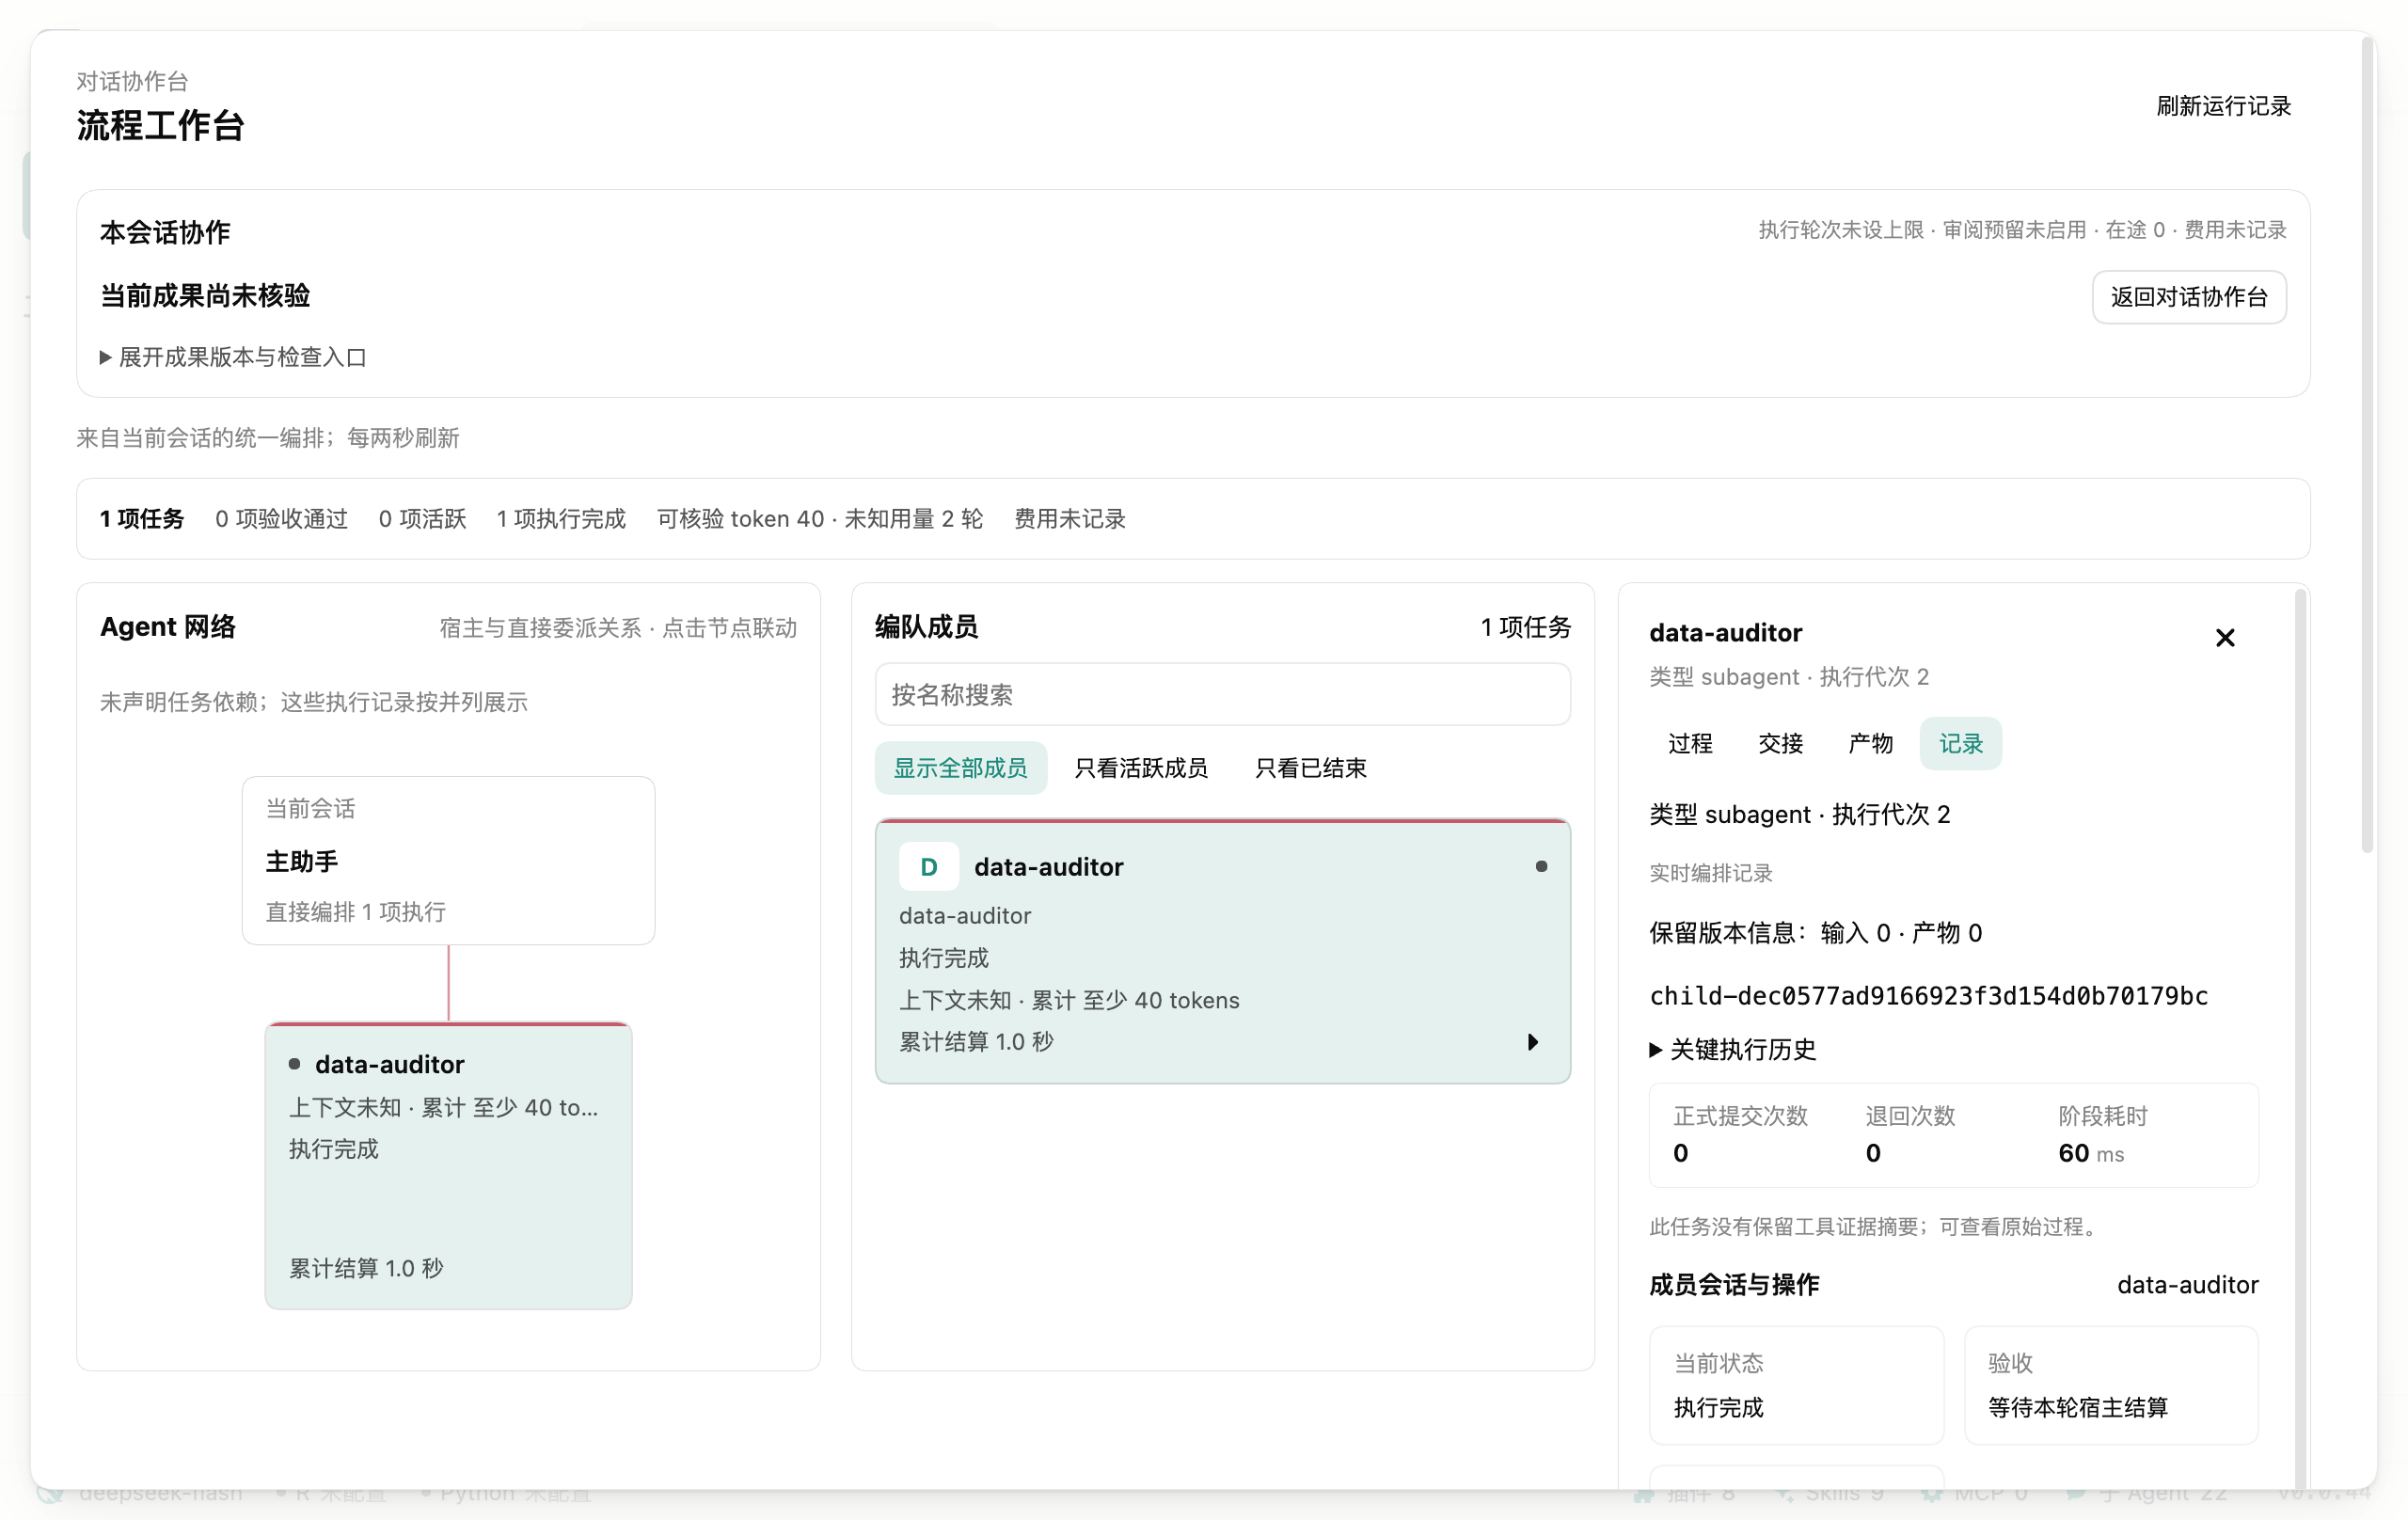 对话协作台
流程工作台
刷新运行记录
本会话协作
执行轮次未设上限 · 审阅预留未启用 · 在途 0 · 费用未记录
当前成果尚未核验
返回对话协作台
▶ 展开成果版本与检查入口
来自当前会话的统一编排；每两秒刷新
1 项任务 0 项验收通过 0 项活跃 1 项执行完成 可核验 token 40 · 未知用量 2 轮 费用未记录
Agent 网络
宿主与直接委派关系 · 点击节点联动
未声明任务依赖；这些执行记录按并列展示
当前会话
主助手
直接编排 1 项执行
data-auditor
上下文未知 · 累计 至少 40 to...
执行完成
累计结算 1.0 秒
编队成员
1 项任务
按名称搜索
显示全部成员 只看活跃成员 只看已结束
D data-auditor
data-auditor
执行完成
上下文未知 · 累计 至少 40 tokens
累计结算 1.0 秒
data-auditor
类型 subagent · 执行代次 2
过程 交接 产物 记录
类型 subagent · 执行代次 2
实时编排记录
保留版本信息：输入 0 · 产物 0
child-dec0577ad9166923f3d154d0b70179bc
▶ 关键执行历史
正式提交次数 退回次数 阶段耗时
0 0 60 ms
此任务没有保留工具证据摘要；可查看原始过程。
成员会话与操作
data-auditor
当前状态
执行完成
验收
等待本轮宿主结算
R 未配置 Python 未配置
插件 8 Skills 9 MCP 0 子 Agent 22